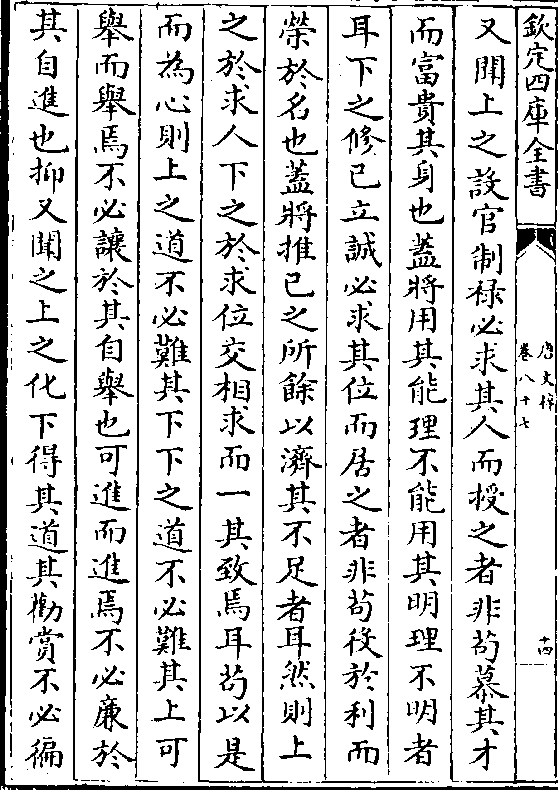 欽定四庫全書
唐文粹
卷八十七
十四
又聞上之設官制祿必求其人而授之者非苟慕其才
而富貴其身也蓋將用其能理不能用其明理不明者
耳下之修己立誠必求其位而居之者非苟役於利而
榮於名也蓋將推己之所餘以濟其不足者耳然則上
之於求人下之於求位交相求而一其致焉耳苟以是
而為心則上之道不必難其下下之道不必難其上可
舉而舉焉不必讓於其自舉也可進而進焉不必廉於
其自進也抑又聞之上之化下得其道其勸賞不必徧